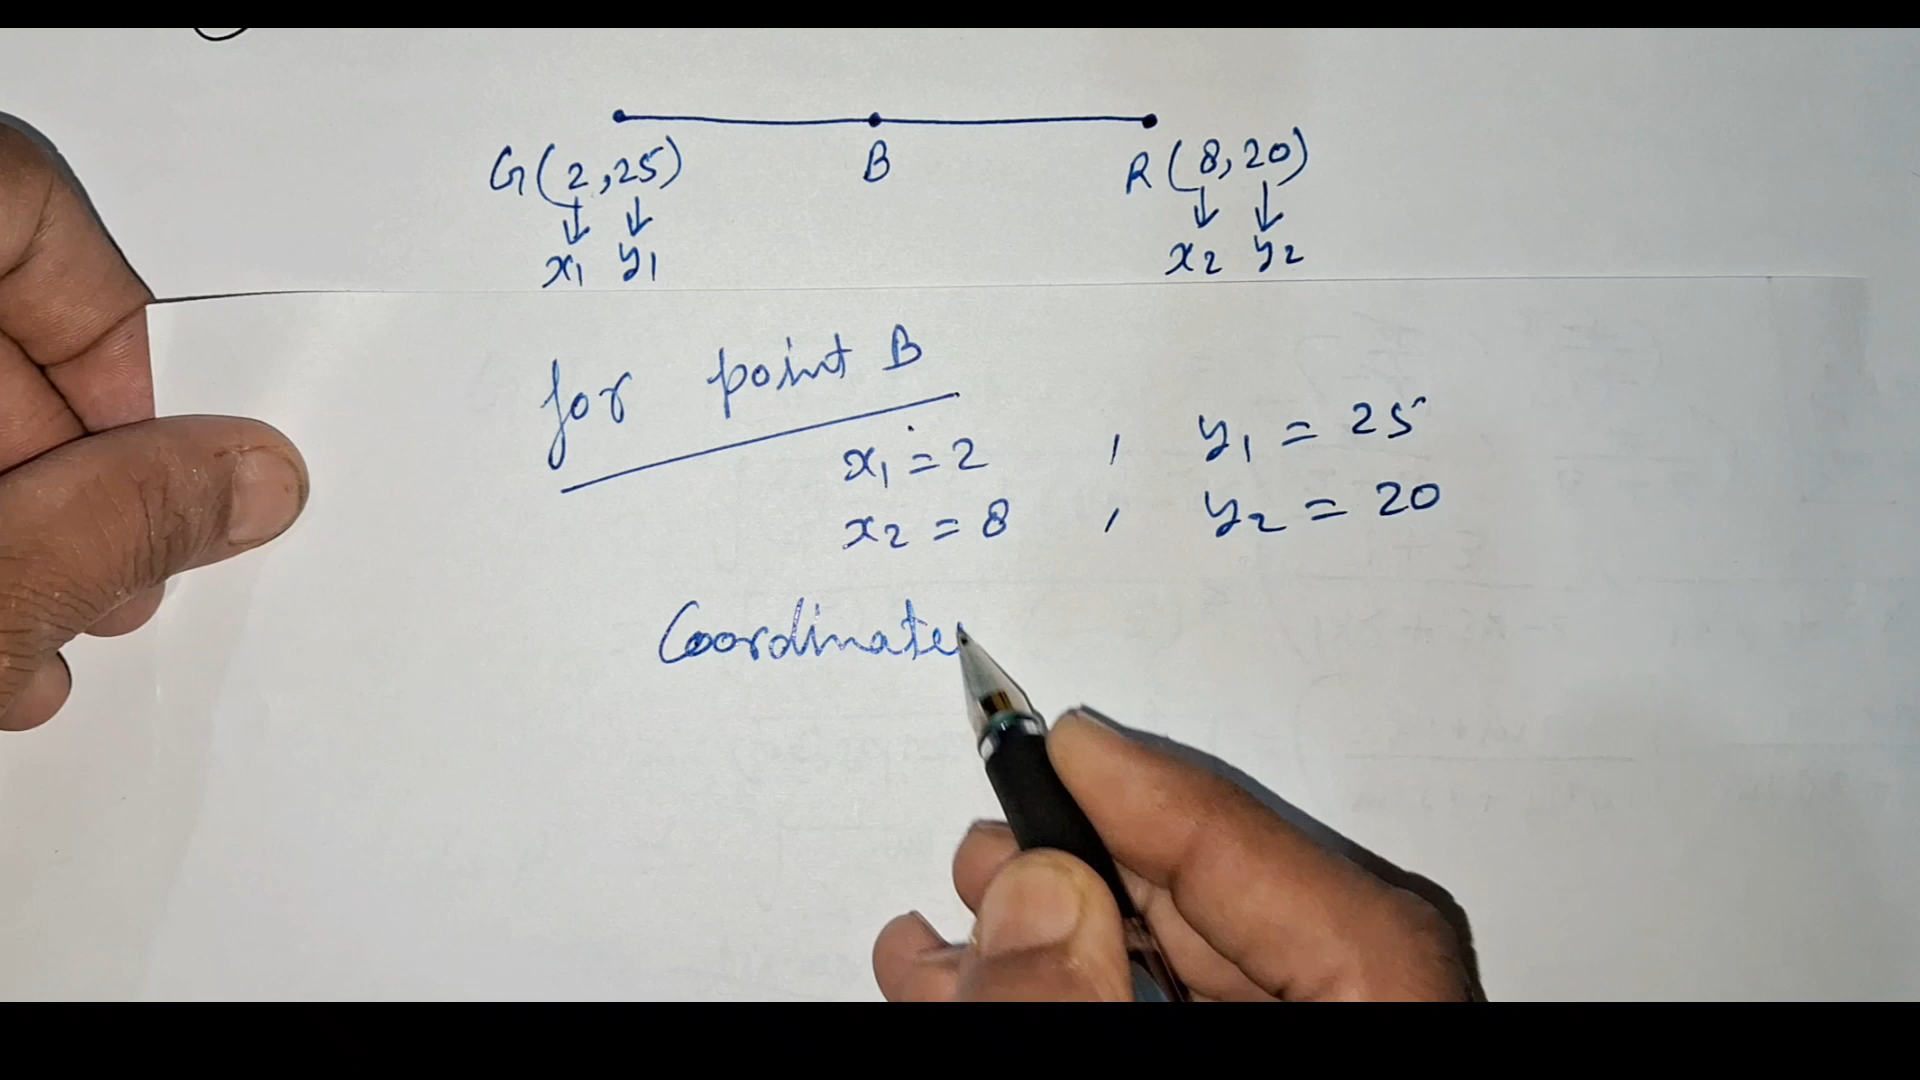 G(2,25) B R(8,20)
↓ ↓ ↓ ↓
x₁ y₁ x₂ y₂
for point B
x₁ = 2 , y₁ = 25
x₂ = 8 , y₂ = 20
Coordinate